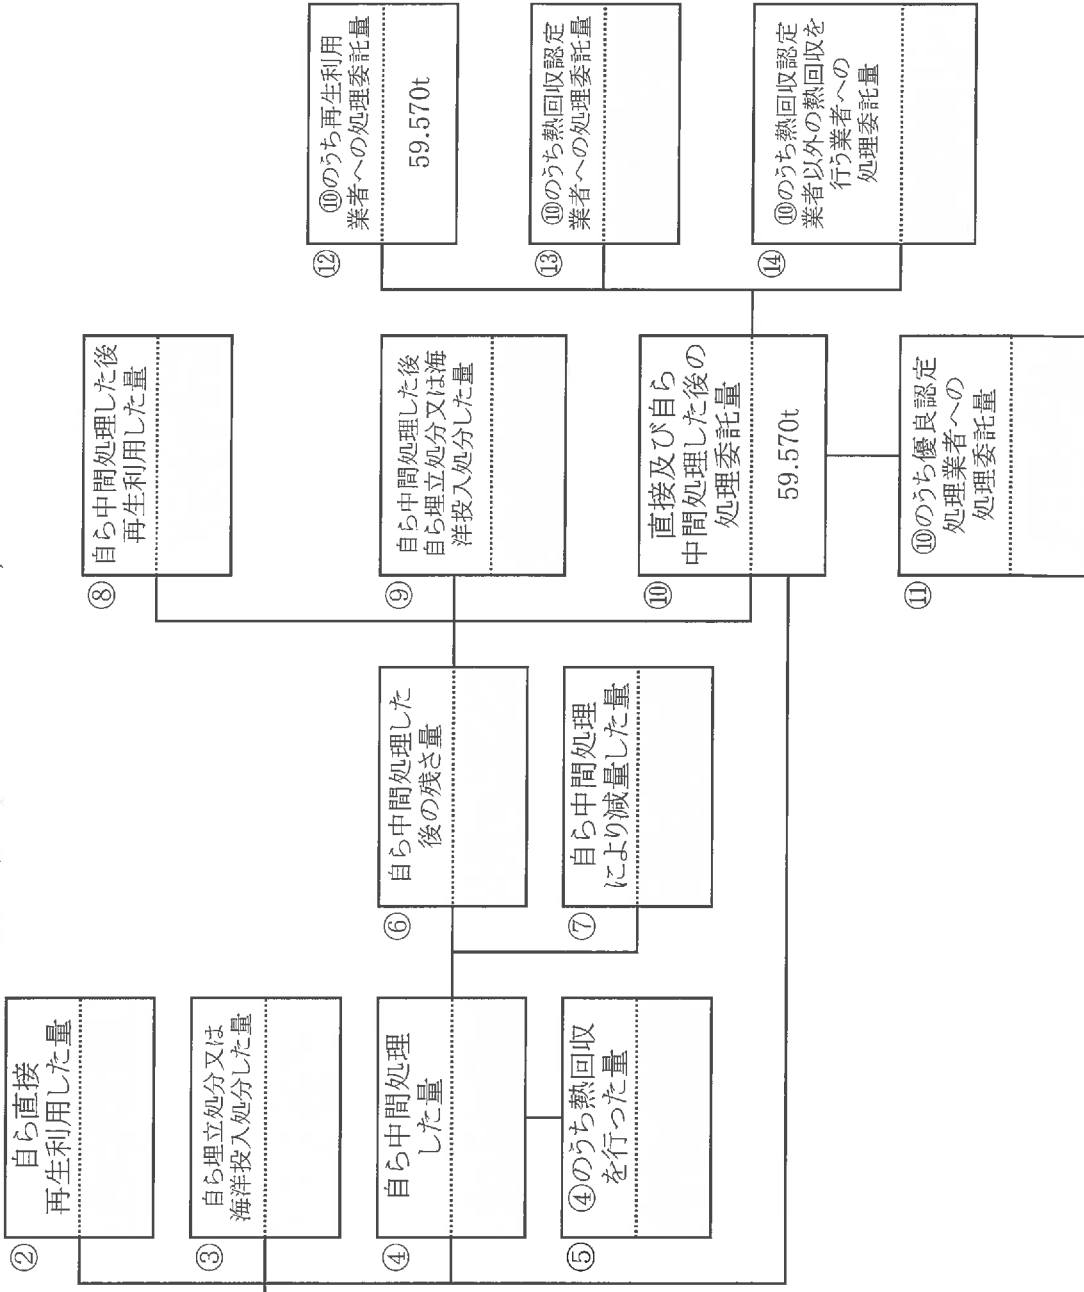 ②
自ら直接
再生利用した量
③
自ら埋立処分又は
海洋投入処分した量
④
自ら中間処理
した量
⑤
④のうち熱回収
を行った量
⑥
自ら中間処理した
後の残さ量
⑦
自ら中間処理
により減量した量
⑧
自ら中間処理した後
再生利用した量
⑨
自ら中間処理した後
自ら埋立処分又は海
洋投入処分した量
⑩
直接及び自ら
中間処理した後の
処理委託量
59.570t
⑪
⑩のうち優良認定
処理業者への
処理委託量
⑫
⑩のうち再生利用
業者への処理委託量
59.570t
⑬
⑩のうち熱回収認定
業者への処理委託量
⑭
⑩のうち熱回収認定
業者以外の熱回収を
行う業者への
処理委託量